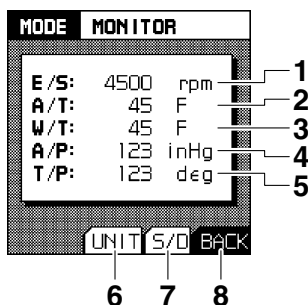 MODE MONITOR
E/S: 4500 rpm 1
A/T: 45 F 2
W/T: 45 F 3
A/P: 123 inHg 4
T/P: 123 deg 5
UNIT S/D BACK
6 7 8